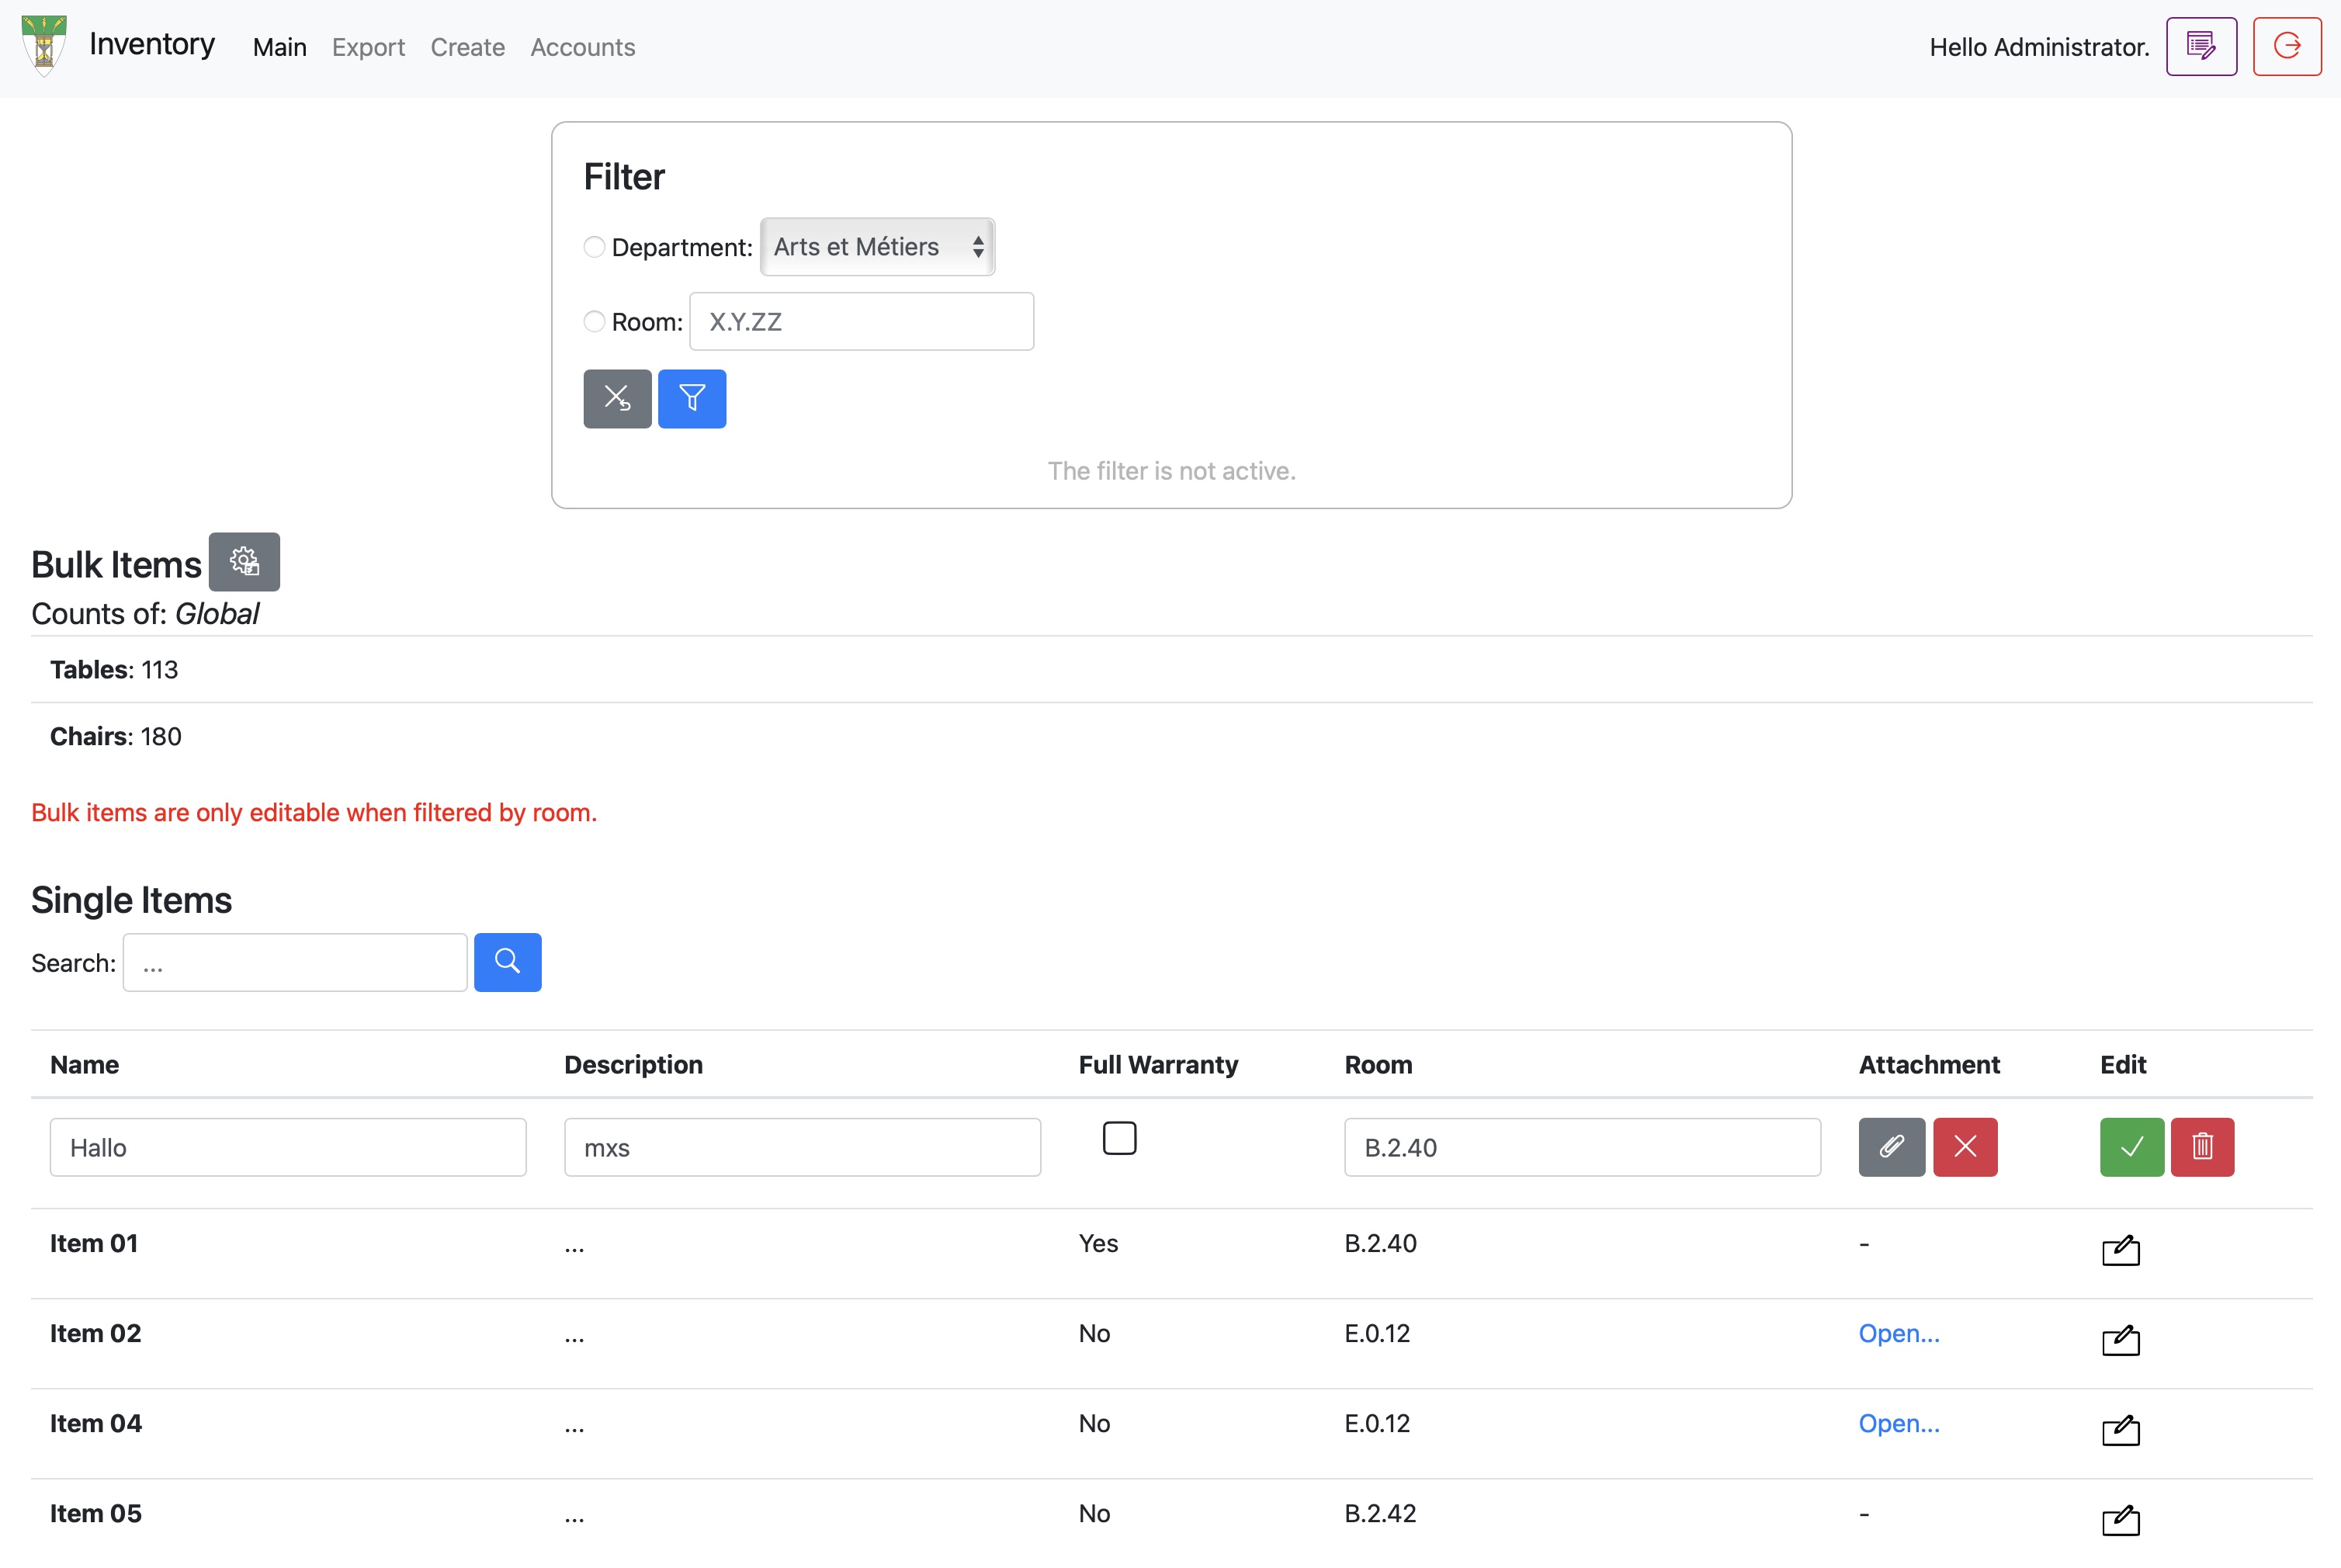 Inventory Main Export Create Accounts Hello Administrator.
Filter
Department: Arts et Métiers
Room: X.Y.ZZ
The filter is not active.
Bulk Items
Counts of: Global
Tables: 113
Chairs: 180
Bulk items are only editable when filtered by room.
Single Items
Search: ...
Name Description Full Warranty Room Attachment Edit
Hallo mxs B.2.40
Item 01 ... Yes B.2.40 -
Item 02 ... No E.0.12 Open...
Item 04 ... No E.0.12 Open...
Item 05 ... No B.2.42 -